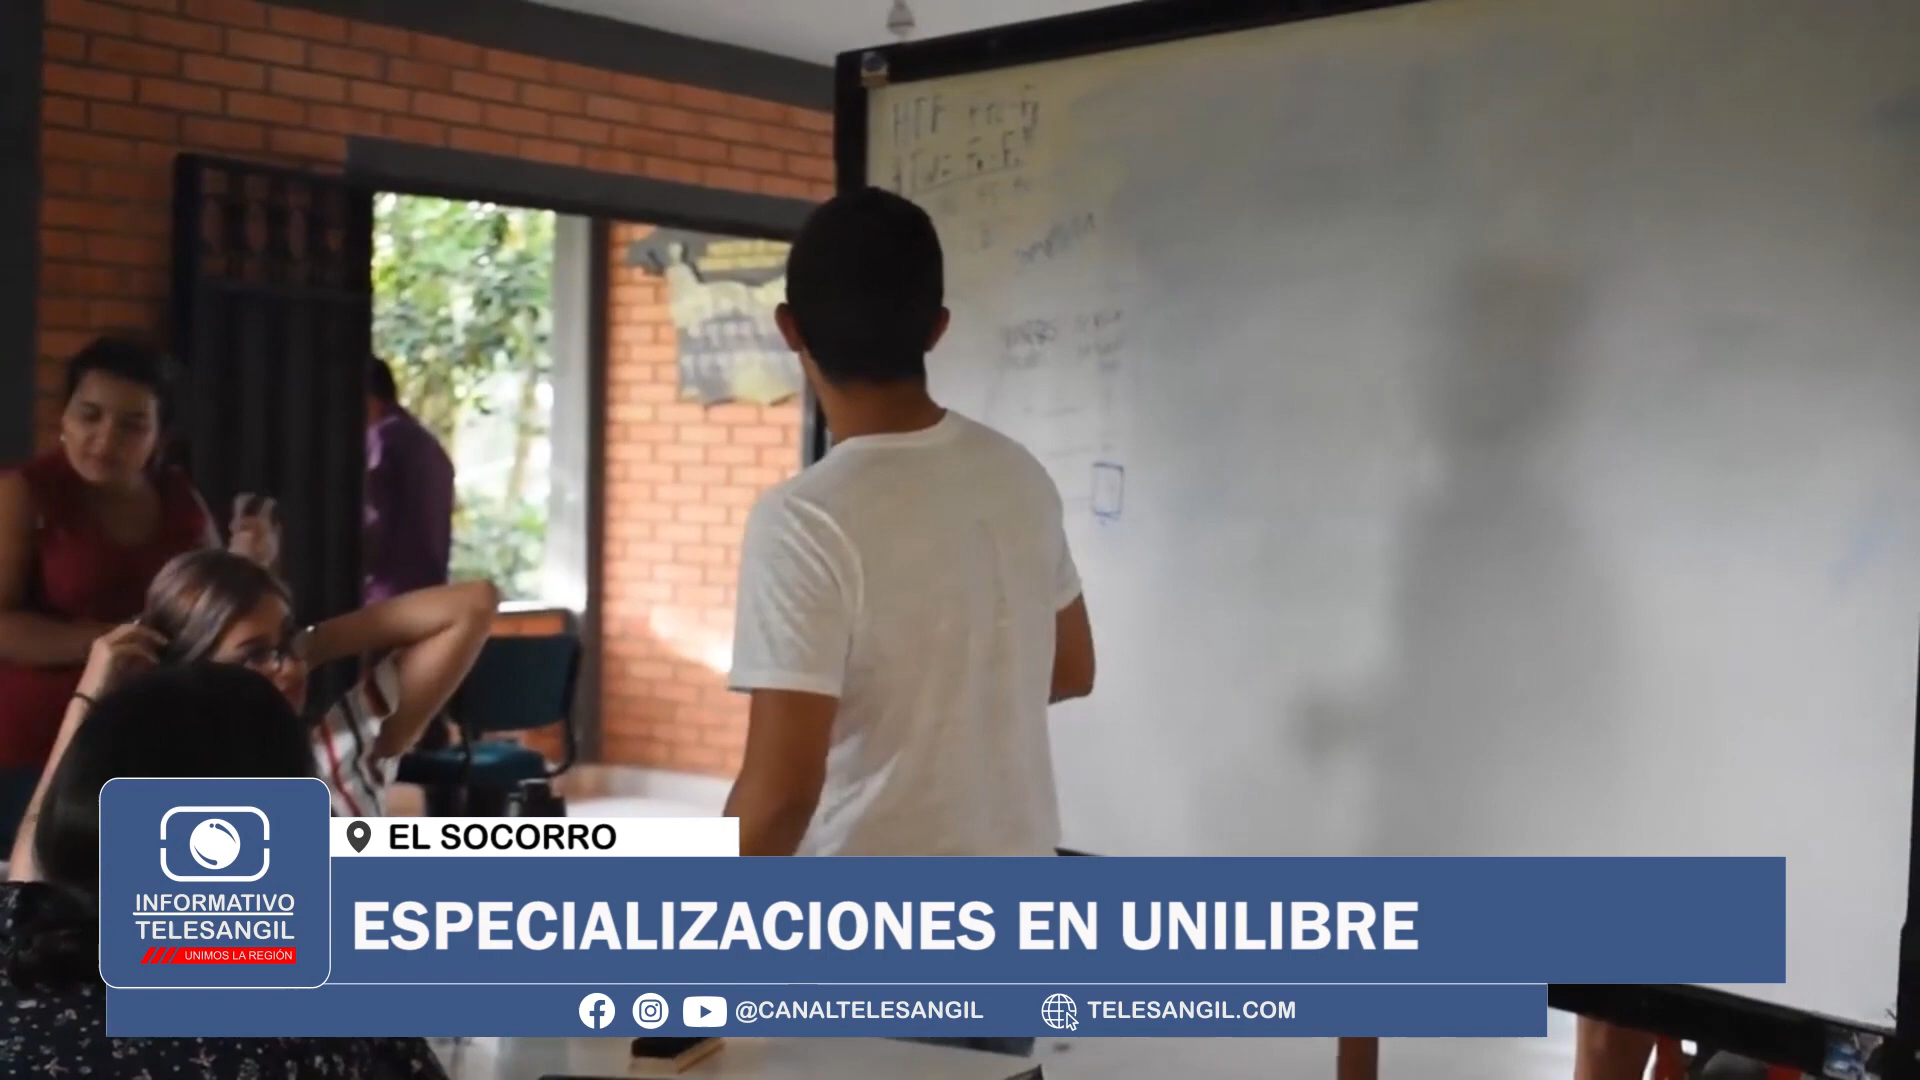 EL SOCORRO
INFORMATIVO
TELESANGIL
UNIMOS LA REGIÓN
ESPECIALIZACIONES EN UNILIBRE
@CANALTELESANGIL
TELESANGIL.COM